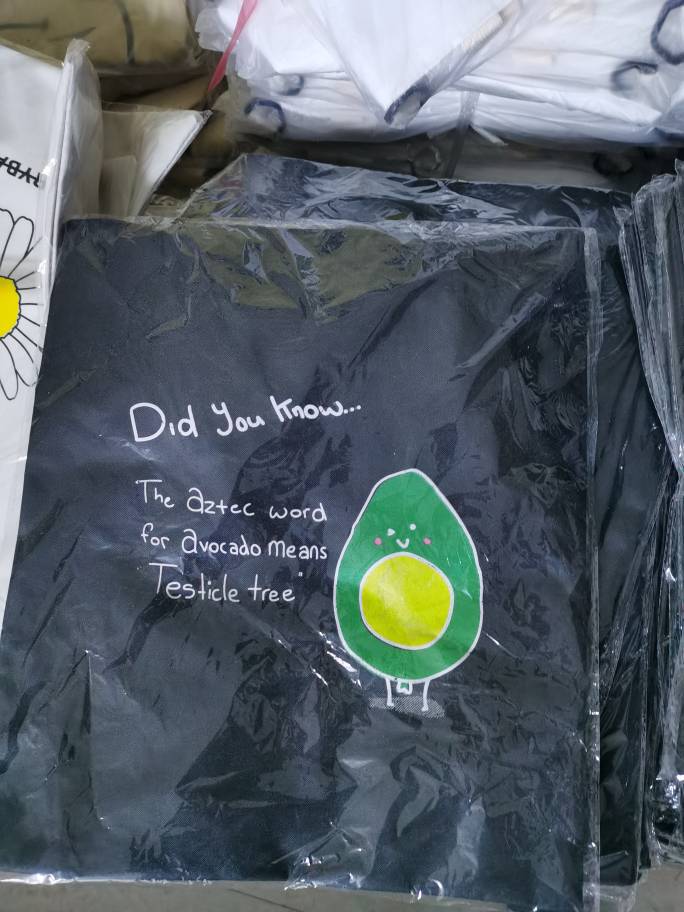 Did You Know...
The aztec word
for avocado means
"Testicle tree"